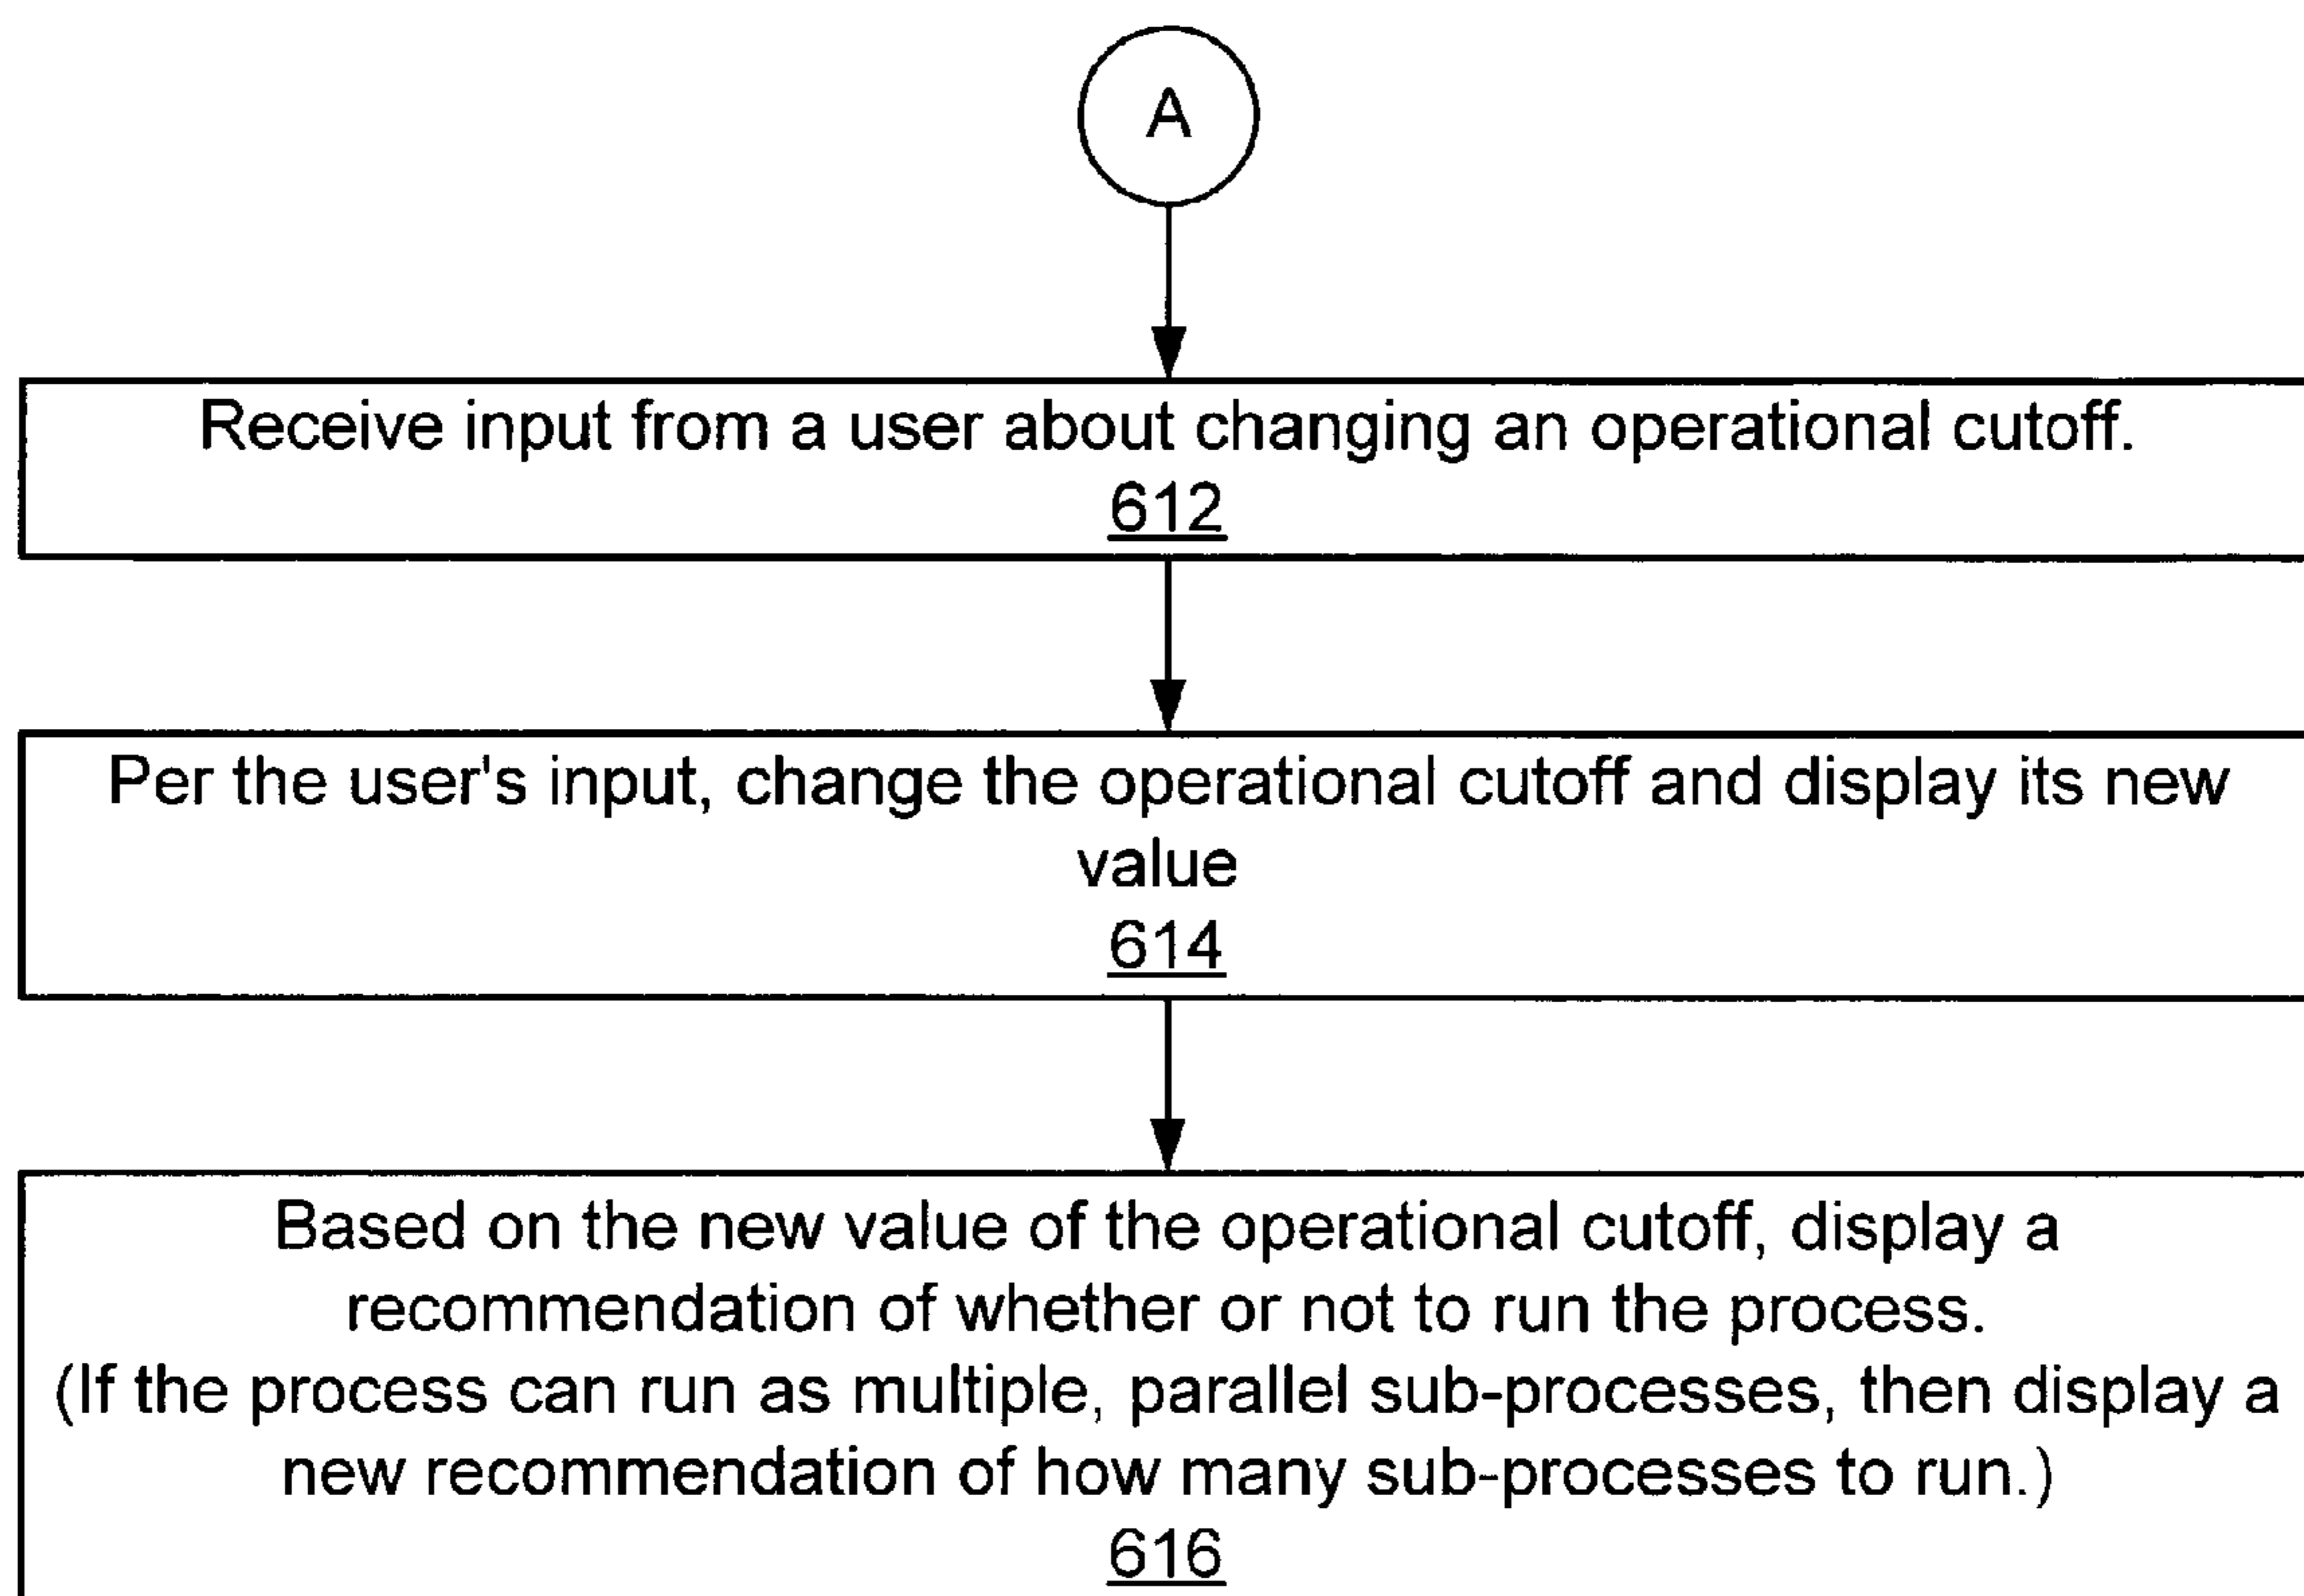 A
Receive input from a user about changing an operational cutoff.
612
Per the user's input, change the operational cutoff and display its new
value
614
Based on the new value of the operational cutoff, display a
recommendation of whether or not to run the process.
(If the process can run as multiple, parallel sub-processes, then display a
new recommendation of how many sub-processes to run.)
616